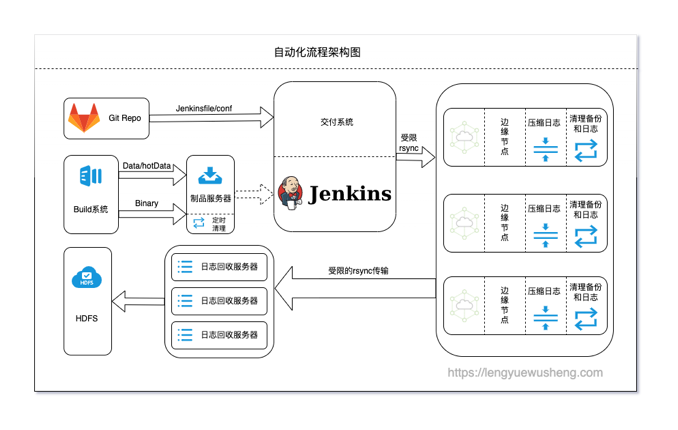 自动化流程架构图
Git Repo
Jenkinsfile/conf
交付系统
Jenkins
受限
rsync
Build系统
Data/hotData
Binary
制品服务器
定时
清理
边
缘
节
点
压缩日志
清理备份
和日志
边
缘
节
点
压缩日志
清理备份
和日志
边
缘
节
点
压缩日志
清理备份
和日志
受限的rsync传输
日志回收服务器
日志回收服务器
日志回收服务器
HDFS
HDFS
https://lengyuewusheng.com